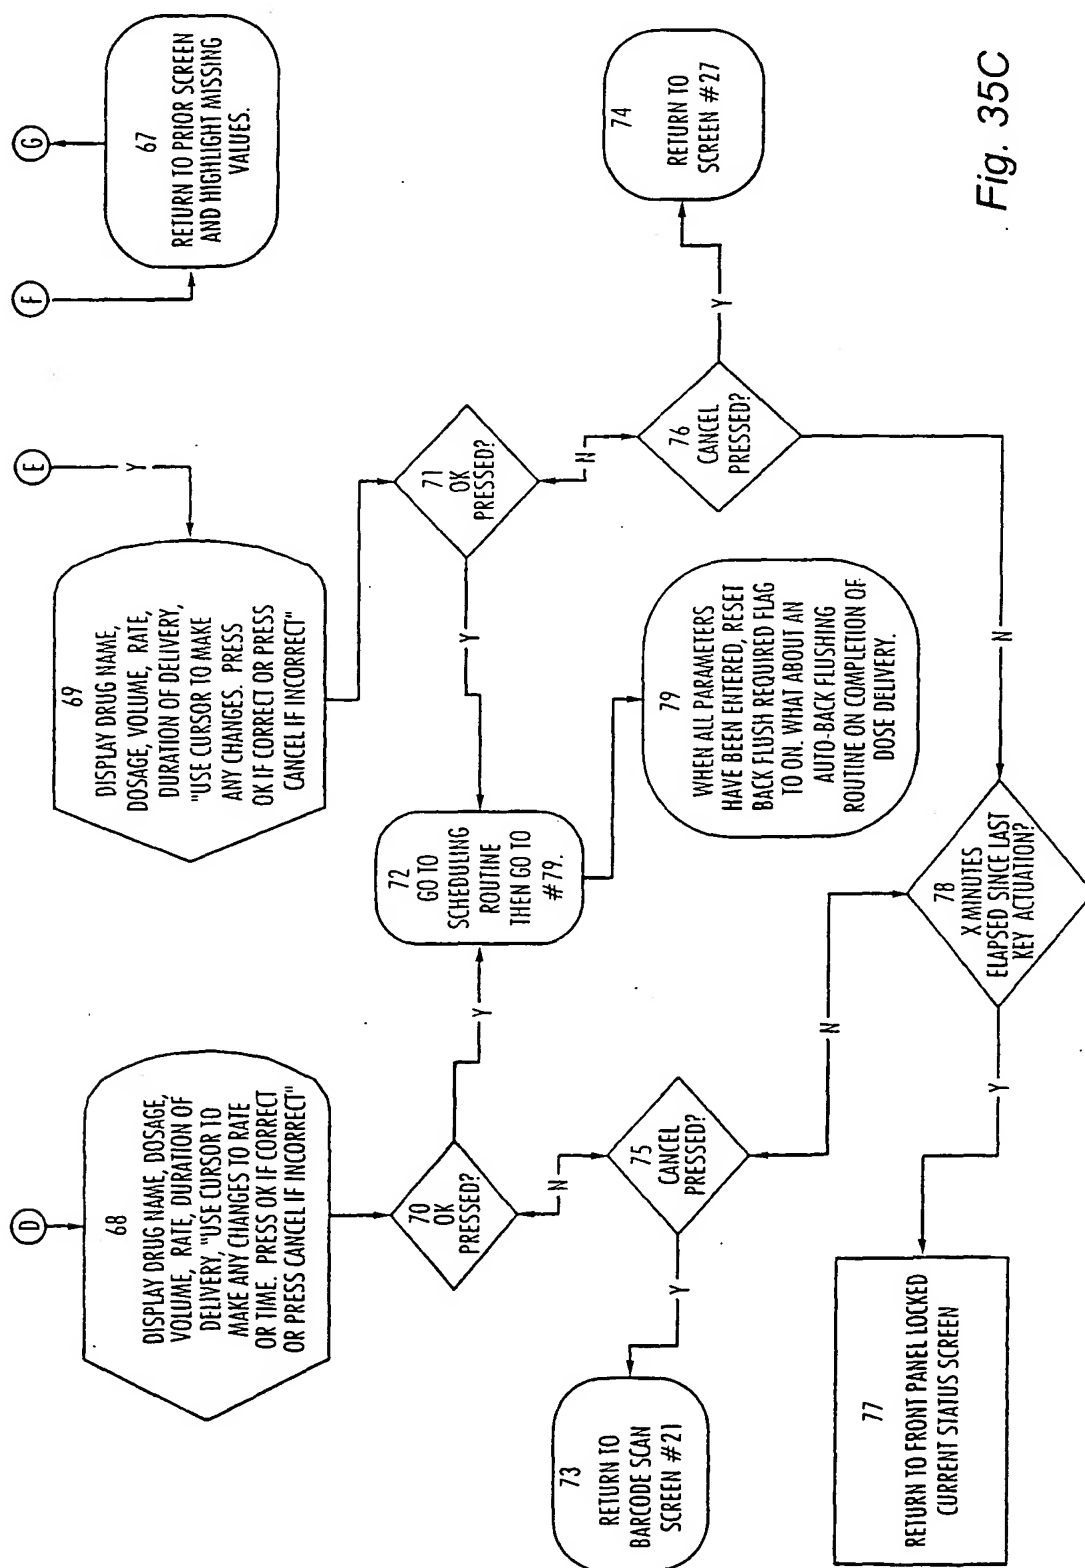 D
68
DISPLAY DRUG NAME, DOSAGE,
VOLUME, RATE, DURATION OF
DELIVERY, "USE CURSOR TO
MAKE ANY CHANGES TO RATE
OR TIME. PRESS OK IF CORRECT
OR PRESS CANCEL IF INCORRECT"
E
Y
69
DISPLAY DRUG NAME,
DOSAGE, VOLUME, RATE,
DURATION OF DELIVERY,
"USE CURSOR TO MAKE
ANY CHANGES. PRESS
OK IF CORRECT OR PRESS
CANCEL IF INCORRECT"
F
G
67
RETURN TO PRIOR SCREEN
AND HIGHLIGHT MISSING
VALUES.
70
OK
PRESSED?
Y
N
72
GO TO
SCHEDULING
ROUTINE
THEN GO TO
#79.
Y
71
OK
PRESSED?
N
73
RETURN TO
BARCODE SCAN
SCREEN #21
Y
75
CANCEL
PRESSED?
N
79
WHEN ALL PARAMETERS
HAVE BEEN ENTERED, RESET
BACK FLUSH REQUIRED FLAG
TO ON. WHAT ABOUT AN
AUTO-BACK FLUSHING
ROUTINE ON COMPLETION OF
DOSE DELIVERY.
76
CANCEL
PRESSED?
Y
74
RETURN TO
SCREEN #27
N
77
RETURN TO FRONT PANEL LOCKED
CURRENT STATUS SCREEN
Y
78
X MINUTES
ELAPSED SINCE LAST
KEY ACTUATION?
Fig. 35C